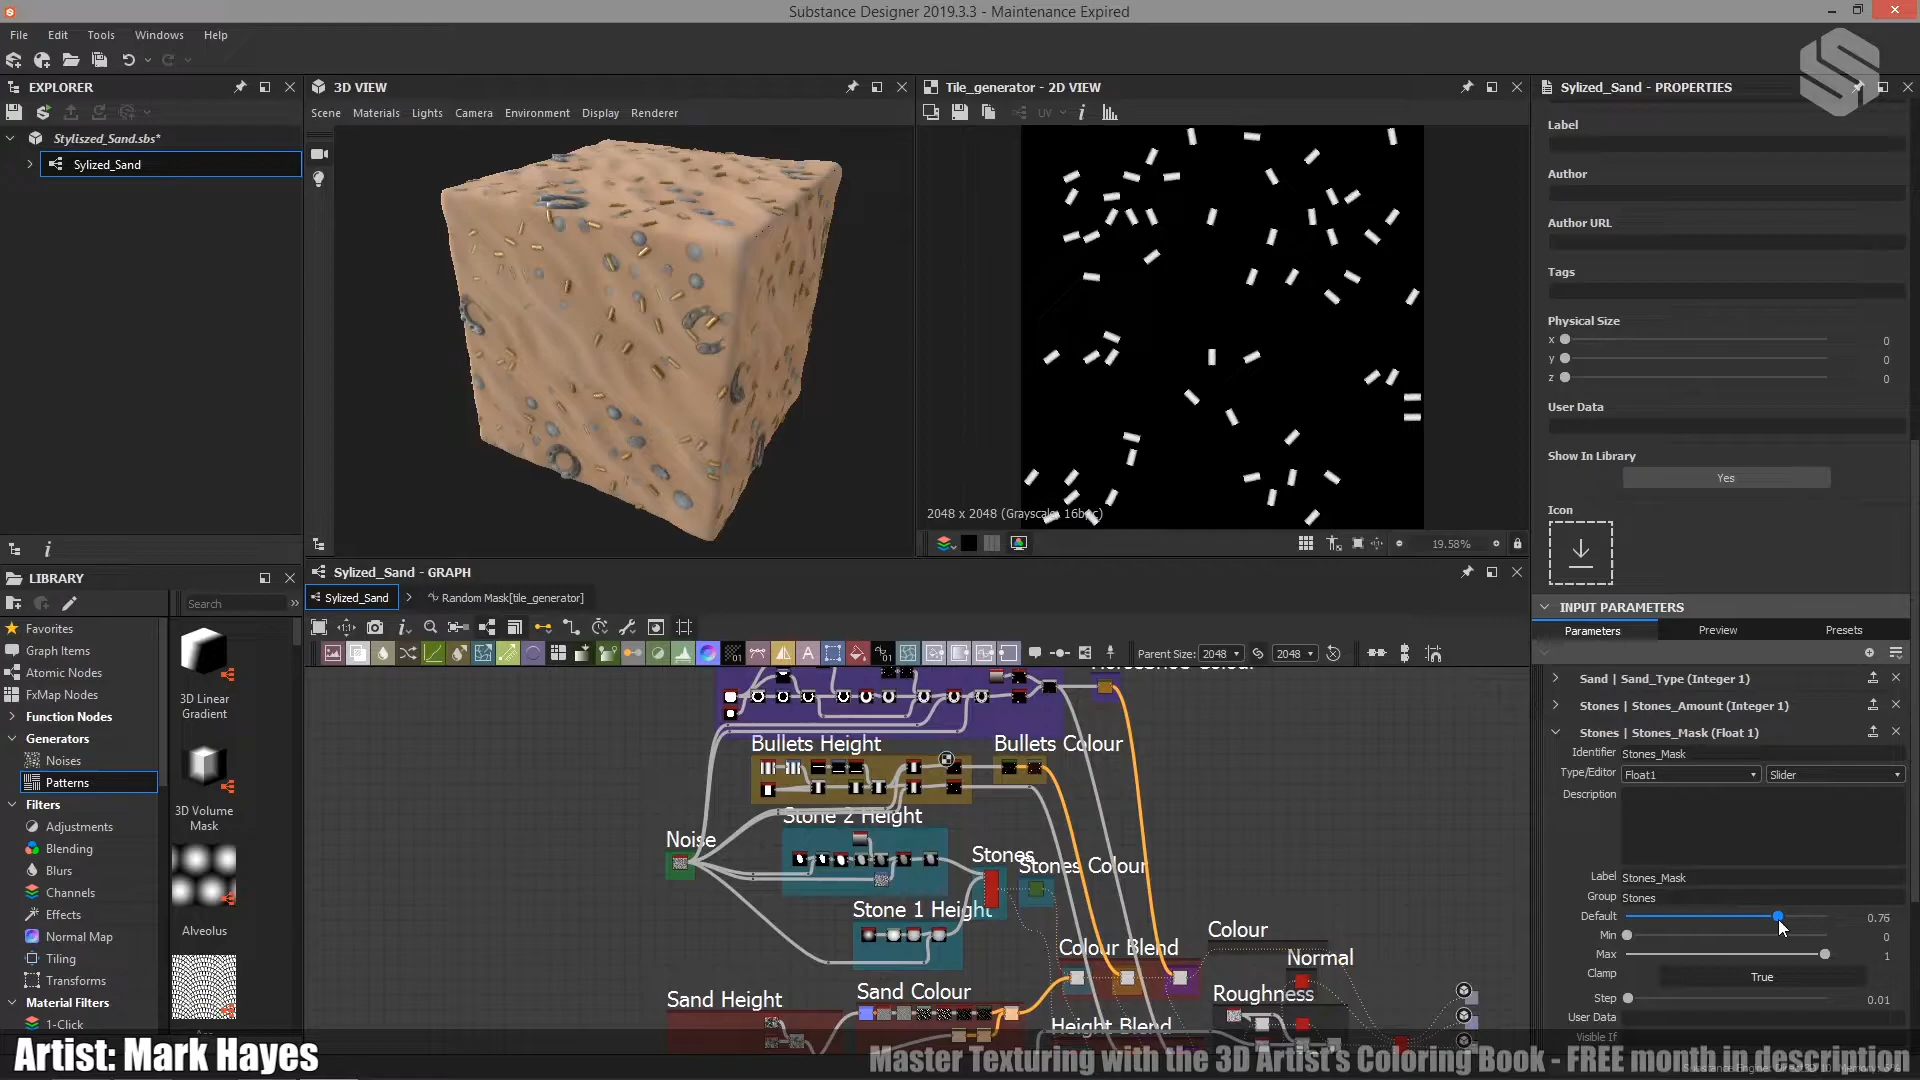 Substance Designer 2019.3.3 - Maintenance Expired
File Edit Tools Windows Help
EXPLORER
Styliszed_Sand.sbs*
Sylized_Sand
3D VIEW
Scene Materials Lights Camera Environment Display Renderer
Tile_generator - 2D VIEW
UV
2048 x 2048 (Grayscale, 16bpc)
19.58%
Sylized_Sand - PROPERTIES
Label
Author
Author URL
Tags
Physical Size
x 0
y 0
z 0
User Data
Show In Library
Yes
Icon
INPUT PARAMETERS
Parameters Preview Presets
Sand | Sand_Type (Integer 1)
Stones | Stones_Amount (Integer 1)
Stones | Stones_Mask (Float 1)
Identifier Stones_Mask
Type/Editor Float1 Slider
Description
Label Stones_Mask
Group Stones
Default 0.76
Min 0
Max 1
Clamp True
Step 0.01
User Data
Visible If
LIBRARY
Search
Favorites
Graph Items
Atomic Nodes
FxMap Nodes
Function Nodes
Generators
Noises
Patterns
Filters
Adjustments
Blending
Blurs
Channels
Effects
Normal Map
Tiling
Transforms
Material Filters
1-Click
3D Linear
Gradient
3D Volume
Mask
Alveolus
Sylized_Sand - GRAPH
Sylized_Sand > Random Mask[tile_generator]
Parent Size: 2048 2048
Bullets Height
Bullets Colour
Stone 2 Height
Noise
Stones
Stones Colour
Stone 1 Height
Colour
Colour Blend
Normal
Sand Height
Sand Colour
Roughness
Height Blend
Artist: Mark Hayes
Master Texturing with the 3D Artist's Coloring Book - FREE month in description